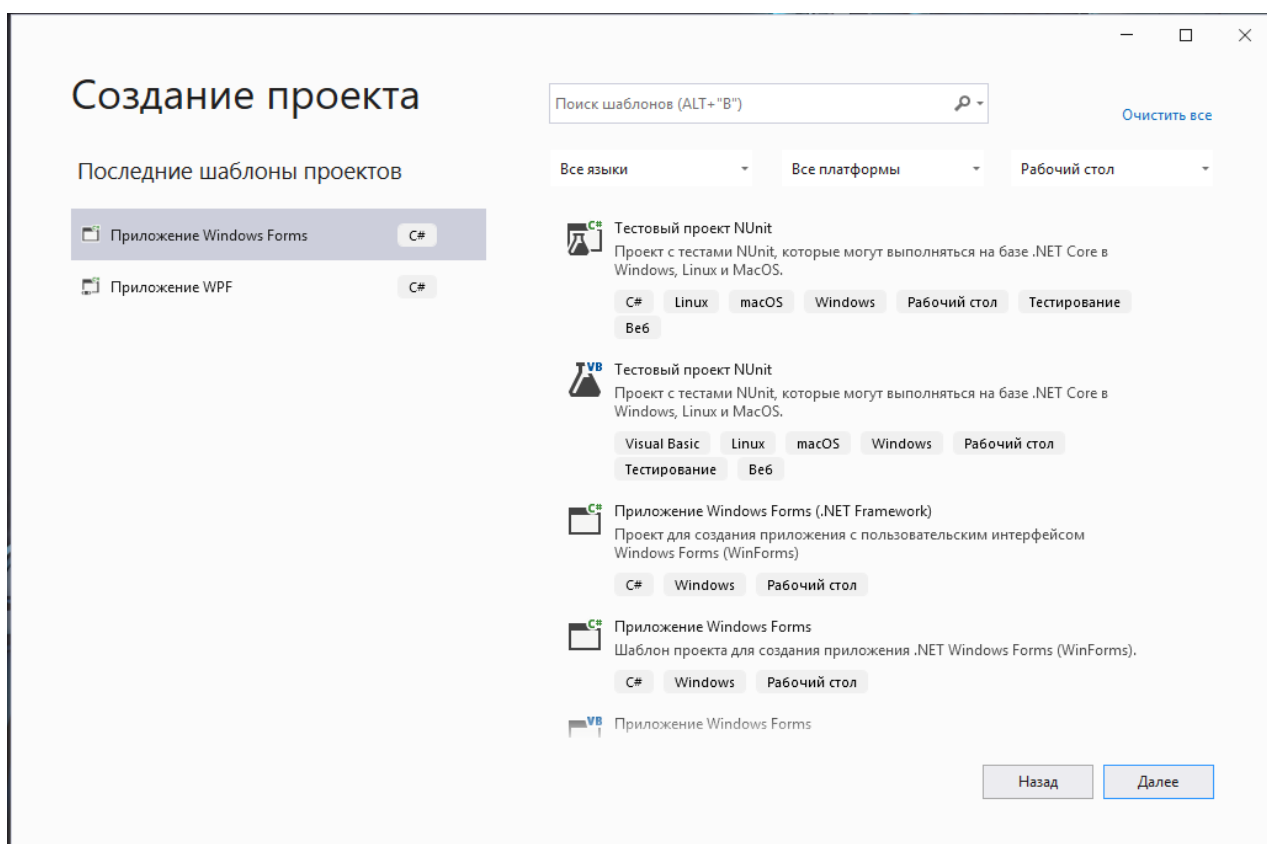 Создание проекта
Поиск шаблонов (ALT+"B")
Очистить все
Последние шаблоны проектов
Все языки
Все платформы
Рабочий стол
Приложение Windows Forms C#
Приложение WPF C#
C# Тестовый проект NUnit
Проект с тестами NUnit, которые могут выполняться на базе .NET Core в
Windows, Linux и MacOS.
C# Linux macOS Windows Рабочий стол Тестирование
Веб
VB Тестовый проект NUnit
Проект с тестами NUnit, которые могут выполняться на базе .NET Core в
Windows, Linux и MacOS.
Visual Basic Linux macOS Windows Рабочий стол
Тестирование Веб
C# Приложение Windows Forms (.NET Framework)
Проект для создания приложения с пользовательским интерфейсом
Windows Forms (WinForms)
C# Windows Рабочий стол
C# Приложение Windows Forms
Шаблон проекта для создания приложения .NET Windows Forms (WinForms).
C# Windows Рабочий стол
VB Приложение Windows Forms
Назад
Далее